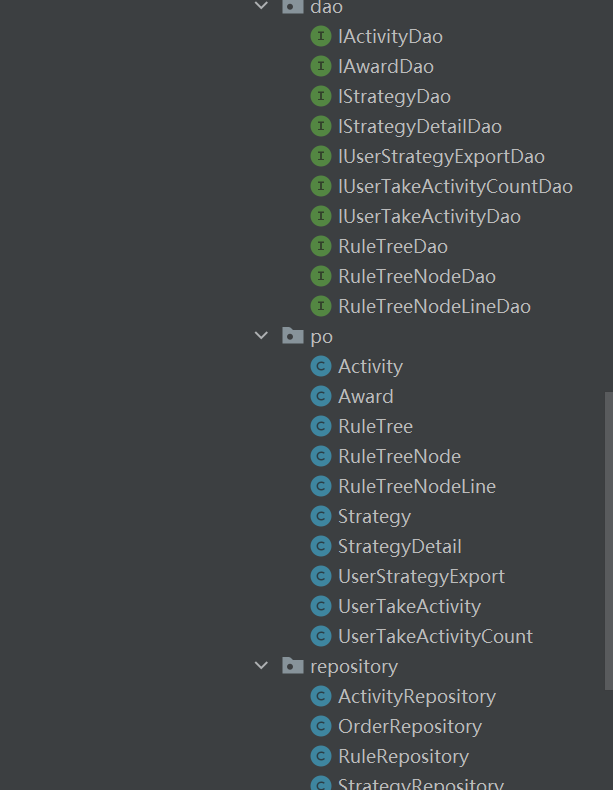 dao
IActivityDao
IAwardDao
IStrategyDao
IStrategyDetailDao
IUserStrategyExportDao
IUserTakeActivityCountDao
IUserTakeActivityDao
RuleTreeDao
RuleTreeNodeDao
RuleTreeNodeLineDao
po
Activity
Award
RuleTree
RuleTreeNode
RuleTreeNodeLine
Strategy
StrategyDetail
UserStrategyExport
UserTakeActivity
UserTakeActivityCount
repository
ActivityRepository
OrderRepository
RuleRepository
StrategyRepository